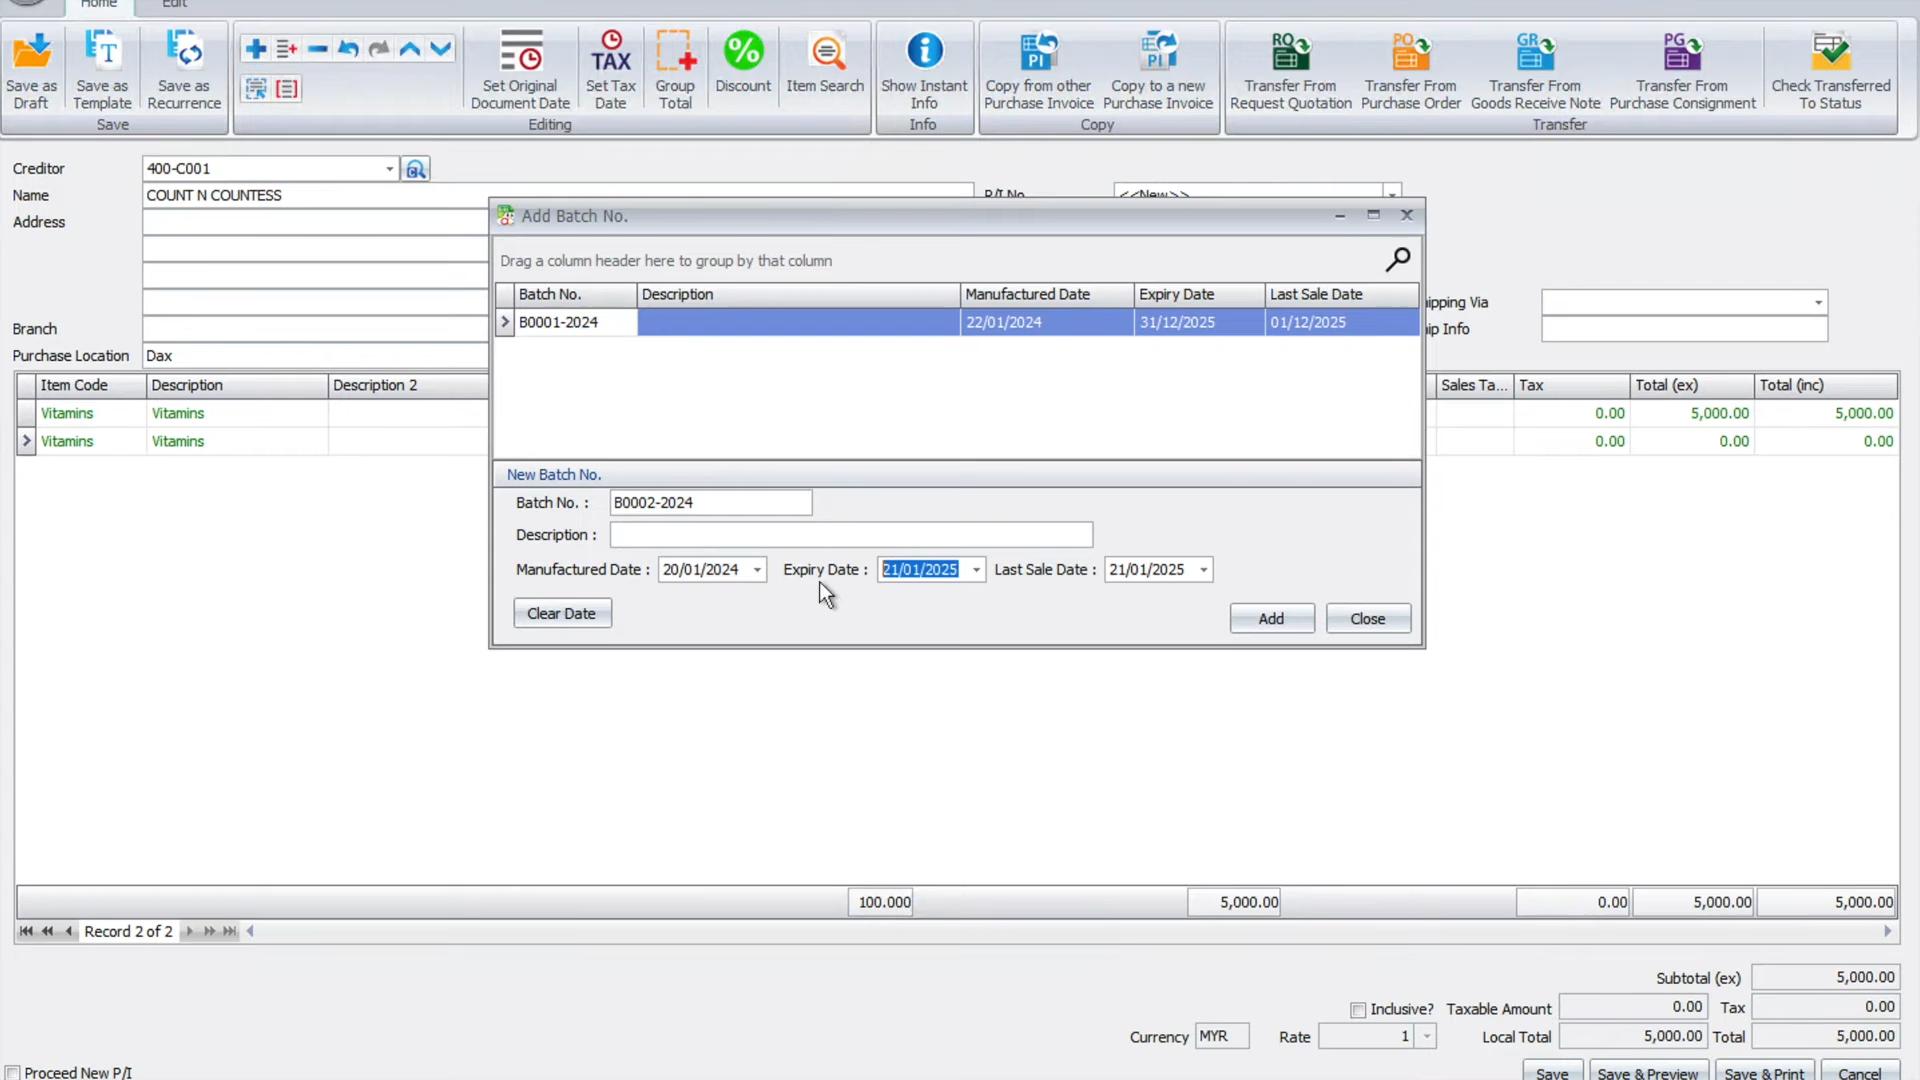 Home Edit
Save as Draft
Save as Template
Save as Recurrence
Save
Set Original Document Date
Set Tax Date
Group Total
Discount
Item Search
Editing
Show Instant Info
Info
Copy from other Purchase Invoice
Copy to a new Purchase Invoice
Copy
Transfer From Request Quotation
Transfer From Purchase Order
Transfer From Goods Receive Note
Transfer From Purchase Consignment
Check Transferred To Status
Transfer
TAX
%
T
PI
PI
RQ
PO
GR
PG
Creditor 400-C001
Name COUNT N COUNTESS P/I No. <<New>>
Address
Branch
Purchase Location Dax
ipping Via
ip Info
Add Batch No.
Drag a column header here to group by that column
Batch No. Description Manufactured Date Expiry Date Last Sale Date
B0001-2024 22/01/2024 31/12/2025 01/12/2025
New Batch No.
Batch No. : B0002-2024
Description :
Manufactured Date : 20/01/2024 Expiry Date : 21/01/2025 Last Sale Date : 21/01/2025
Clear Date Add Close
Item Code Description Description 2 Sales Ta... Tax Total (ex) Total (inc)
Vitamins Vitamins 0.00 5,000.00 5,000.00
Vitamins Vitamins 0.00 0.00 0.00
100.000 5,000.00 0.00 5,000.00 5,000.00
Record 2 of 2
Subtotal (ex) 5,000.00
Inclusive? Taxable Amount 0.00 Tax 0.00
Currency MYR Rate 1 Local Total 5,000.00 Total 5,000.00
Proceed New P/I Save Save & Preview Save & Print Cancel